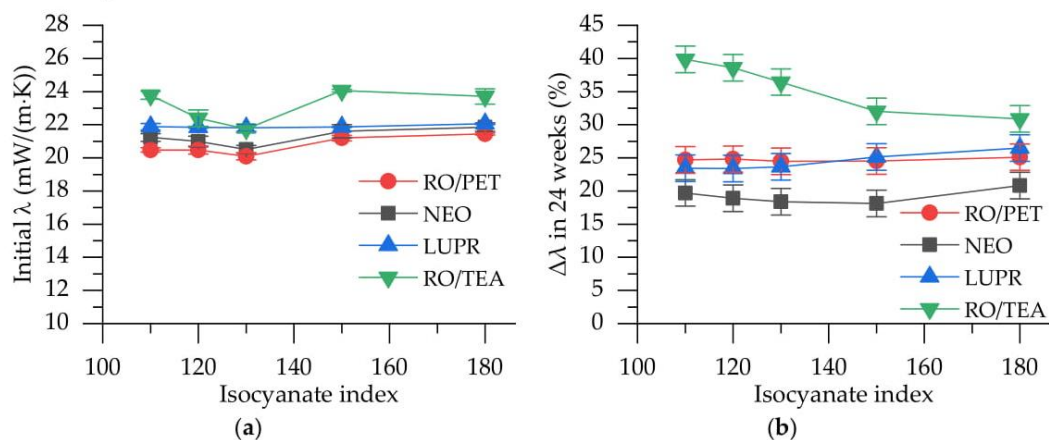 Initial λ (mW/(m·K))
28
26
24
22
20
18
16
14
12
10
RO/PET
NEO
LUPR
RO/TEA
100
120
140
160
180
Isocyanate index
(a)
Δλ in 24 weeks (%)
45
40
35
30
25
20
15
10
5
0
RO/PET
NEO
LUPR
RO/TEA
100
120
140
160
180
Isocyanate index
(b)